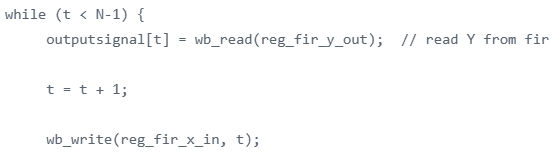 while (t < N-1) {
outputsignal[t] = wb_read(reg_fir_y_out);  // read Y from fir
t = t + 1;
wb_write(reg_fir_x_in, t);